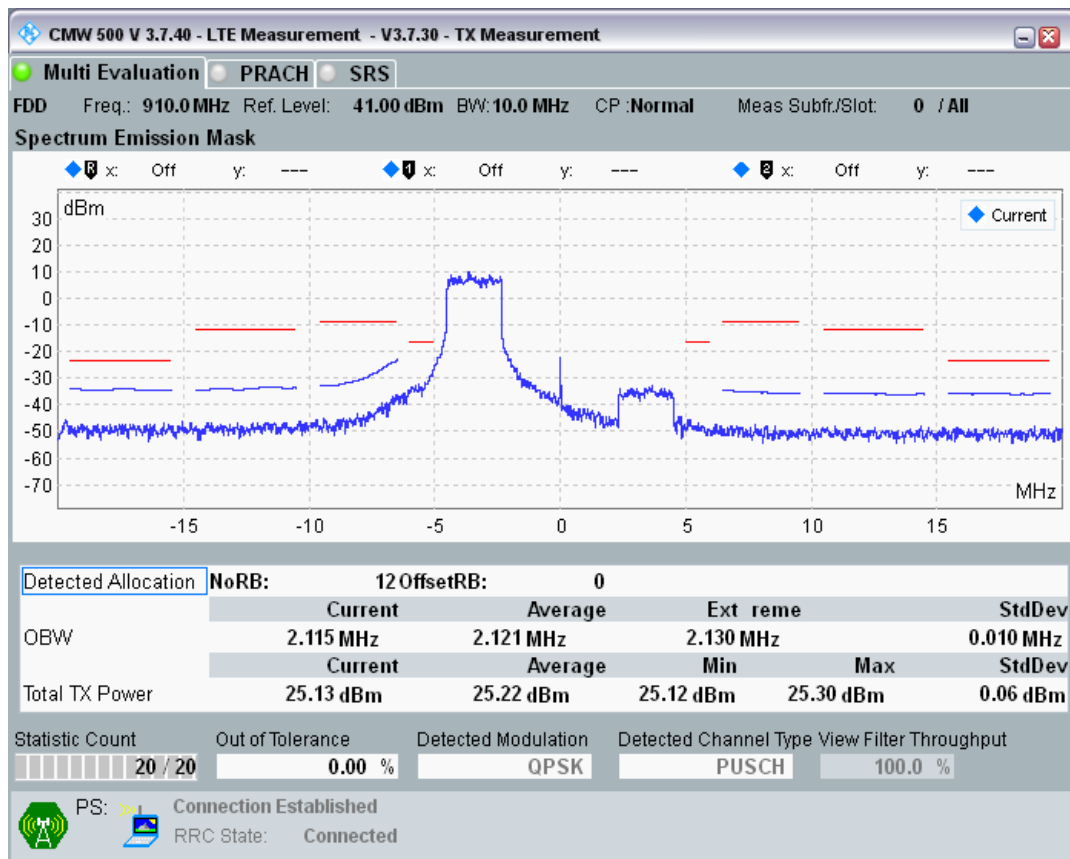 CMW 500 V 3.7.40 - LTE Measurement - V3.7.30 - TX Measurement
Multi Evaluation PRACH SRS
FDD Freq.: 910.0 MHz Ref. Level: 41.00 dBm BW: 10.0 MHz CP :Normal Meas Subfr./Slot: 0 / All
Spectrum Emission Mask
R x: Off y: --- 1 x: Off y: --- 2 x: Off y: ---
dBm
Current
30
20
10
0
-10
-20
-30
-40
-50
-60
-70
MHz
-15 -10 -5 0 5 10 15
Detected Allocation NoRB: 12 OffsetRB: 0
Current Average Ext reme StdDev
OBW 2.115 MHz 2.121 MHz 2.130 MHz 0.010 MHz
Current Average Min Max StdDev
Total TX Power 25.13 dBm 25.22 dBm 25.12 dBm 25.30 dBm 0.06 dBm
Statistic Count Out of Tolerance Detected Modulation Detected Channel Type View Filter Throughput
20 / 20 0.00 % QPSK PUSCH 100.0 %
PS: Connection Established
RRC State: Connected